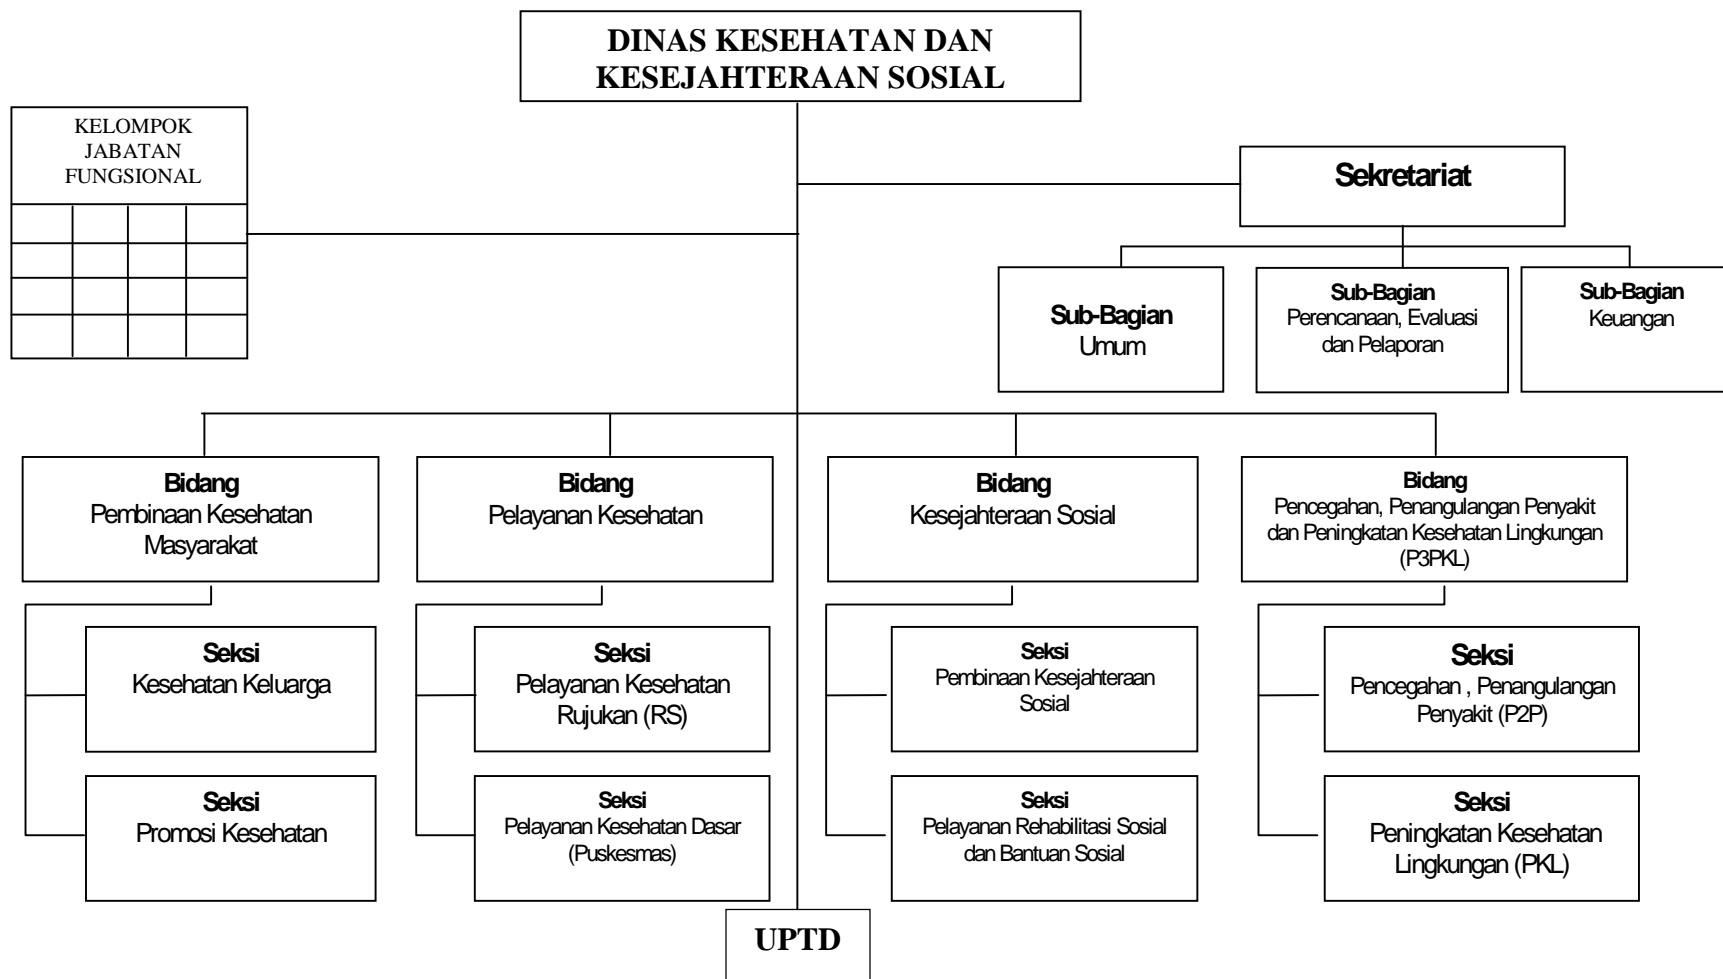 DINAS KESEHATAN DAN
KESEJAHTERAAN SOSIAL
KELOMPOK
JABATAN
FUNGSIONAL
Sekretariat
Sub-Bagian
Umum
Sub-Bagian
Perencanaan, Evaluasi
dan Pelaporan
Sub-Bagian
Keuangan
Bidang
Pembinaan Kesehatan
Masyarakat
Bidang
Pelayanan Kesehatan
Bidang
Kesejahteraan Sosial
Bidang
Pencegahan, Penangulangan Penyakit
dan Peningkatan Kesehatan Lingkungan
(P3PKL)
Seksi
Kesehatan Keluarga
Seksi
Pelayanan Kesehatan
Rujukan (RS)
Seksi
Pembinaan Kesejahteraan
Sosial
Seksi
Pencegahan , Penangulangan
Penyakit (P2P)
Seksi
Promosi Kesehatan
Seksi
Pelayanan Kesehatan Dasar
(Puskesmas)
Seksi
Pelayanan Rehabilitasi Sosial
dan Bantuan Sosial
Seksi
Peningkatan Kesehatan
Lingkungan (PKL)
UPTD